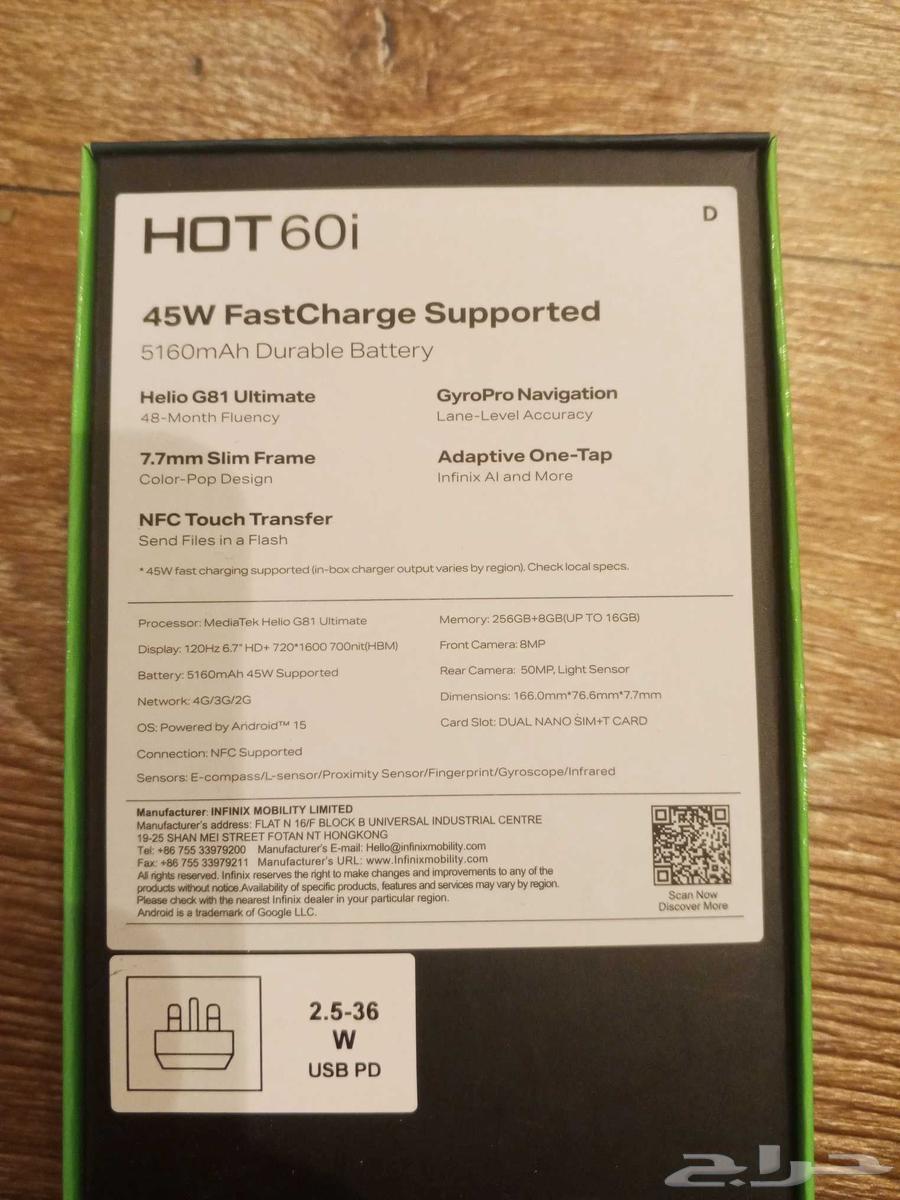 HOT 60i
D
45W FastCharge Supported
5160mAh Durable Battery
Helio G81 Ultimate
48-Month Fluency
GyroPro Navigation
Lane-Level Accuracy
7.7mm Slim Frame
Color-Pop Design
Adaptive One-Tap
Infinix AI and More
NFC Touch Transfer
Send Files in a Flash
* 45W fast charging supported (in-box charger output varies by region). Check local specs.
Processor: MediaTek Helio G81 Ultimate
Display: 120Hz 6.7" HD+ 720*1600 700nit(HBM)
Battery: 5160mAh 45W Supported
Network: 4G/3G/2G
OS: Powered by Android™ 15
Connection: NFC Supported
Memory: 256GB+8GB(UP TO 16GB)
Front Camera: 8MP
Rear Camera: 50MP, Light Sensor
Dimensions: 166.0mm*76.6mm*7.7mm
Card Slot: DUAL NANO SIM+T CARD
Sensors: E-compass/L-sensor/Proximity Sensor/Fingerprint/Gyroscope/Infrared
Manufacturer: INFINIX MOBILITY LIMITED
Manufacturer's address: FLAT N 16/F BLOCK B UNIVERSAL INDUSTRIAL CENTRE
19-25 SHAN MEI STREET FOTAN NT HONGKONG
Tel: +86 755 33979200 Manufacturer's E-mail: Hello@infinixmobility.com
Fax: +86 755 33979211 Manufacturer's URL: www.Infinixmobility.com
All rights reserved. Infinix reserves the right to make changes and improvements to any of the
products without notice.Availability of specific products, features and services may vary by region.
Please check with the nearest Infinix dealer in your particular region.
Android is a trademark of Google LLC.
Scan Now
Discover More
2.5-36
W
USB PD
حراج